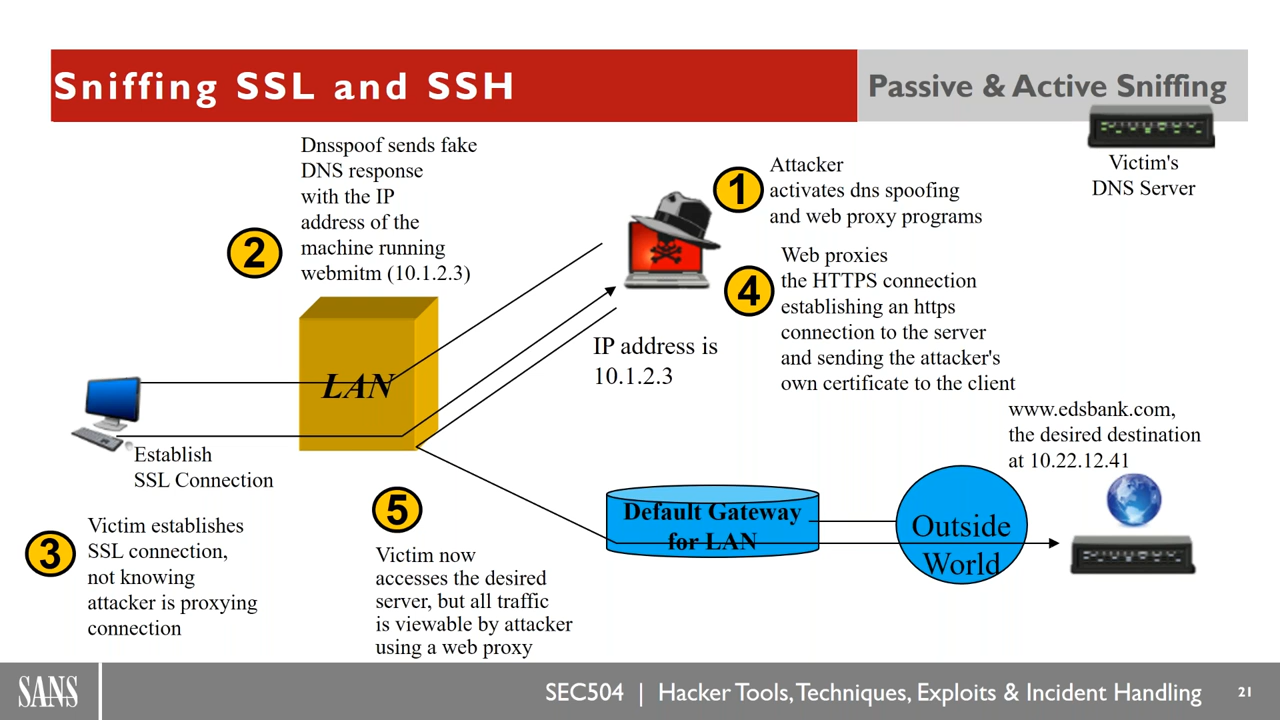 Sniffing SSL and SSH
Passive & Active Sniffing
Victim's
DNS Server
Dnsspoof sends fake
DNS response
with the IP
address of the
machine running
webmitm (10.1.2.3)
2
1
Attacker
activates dns spoofing
and web proxy programs
4
Web proxies
the HTTPS connection
establishing an https
connection to the server
and sending the attacker's
own certificate to the client
IP address is
10.1.2.3
LAN
Establish
SSL Connection
www.edsbank.com,
the desired destination
at 10.22.12.41
3
Victim establishes
SSL connection,
not knowing
attacker is proxying
connection
5
Victim now
accesses the desired
server, but all traffic
is viewable by attacker
using a web proxy
Default Gateway
for LAN
Outside
World
SANS
SEC504 | Hacker Tools, Techniques, Exploits & Incident Handling
21